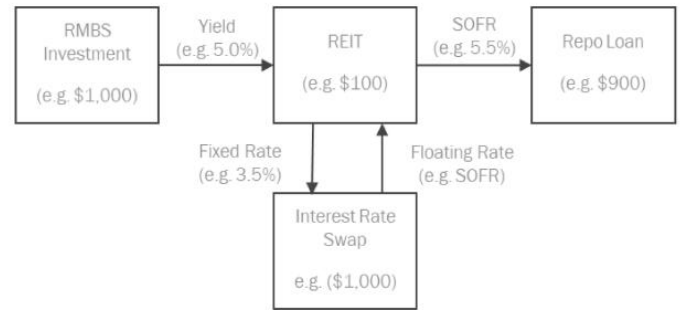 RMBS
Investment
(e.g. $1,000)
Yield
(e.g. 5.0%)
REIT
(e.g. $100)
SOFR
(e.g. 5.5%)
Repo Loan
(e.g. $900)
Fixed Rate
(e.g. 3.5%)
Floating Rate
(e.g. SOFR)
Interest Rate
Swap
e.g. ($1,000)